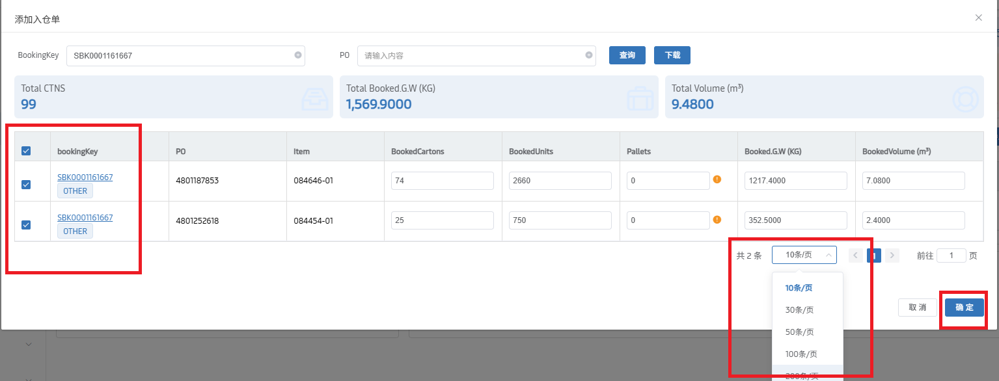 添加入仓单
BookingKey SBK0001161667 PO 请输入内容 查询 下载
Total CTNS
99
Total Booked.G.W (KG)
1,569.9000
Total Volume (m³)
9.4800
bookingKey PO Item BookedCartons BookedUnits Pallets Booked.G.W (KG) BookedVolume (m³)
SBK0001161667 4801187853 084646-01 74 2660 0 1217.4000 7.0800
OTHER
SBK0001161667 4801252618 084454-01 25 750 0 352.5000 2.4000
OTHER
共 2 条 10条/页 1 前往 1 页
10条/页
30条/页
50条/页
100条/页
200条/页
取 消 确 定